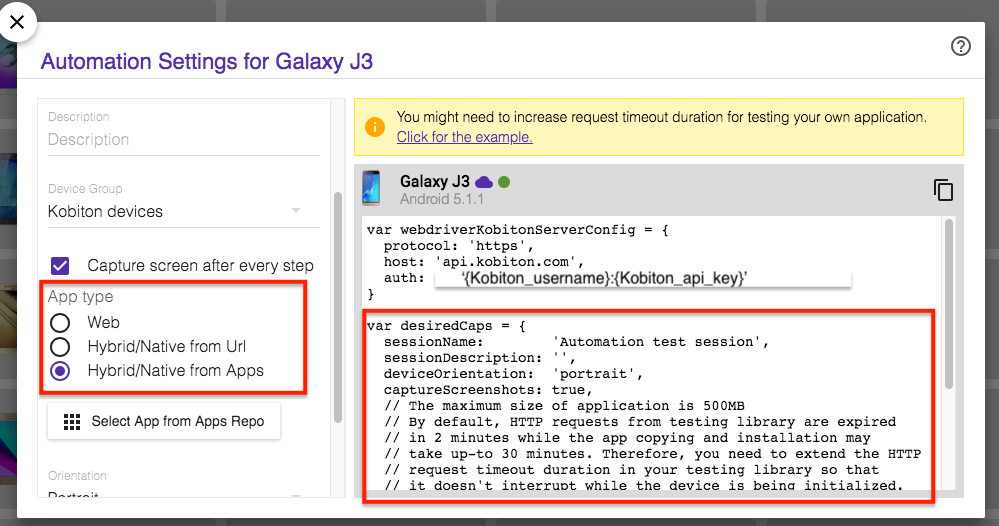 Automation Settings for Galaxy J3
Description
Description
Device Group
Kobiton devices
Capture screen after every step
App type
Web
Hybrid/Native from Url
Hybrid/Native from Apps
Select App from Apps Repo
Orientation
Portrait
You might need to increase request timeout duration for testing your own application.
Click for the example.
Galaxy J3
Android 5.1.1
var webdriverKobitonServerConfig = {
  protocol: 'https',
  host: 'api.kobiton.com',
  auth: '{Kobiton_username}:{Kobiton_api_key}'
}
var desiredCaps = {
  sessionName:        'Automation test session',
  sessionDescription: '',
  deviceOrientation:  'portrait',
  captureScreenshots: true,
  // The maximum size of application is 500MB
  // By default, HTTP requests from testing library are expired
  // in 2 minutes while the app copying and installation may
  // take up-to 30 minutes. Therefore, you need to extend the HTTP
  // request timeout duration in your testing library so that
  // it doesn't interrupt while the device is being initialized.